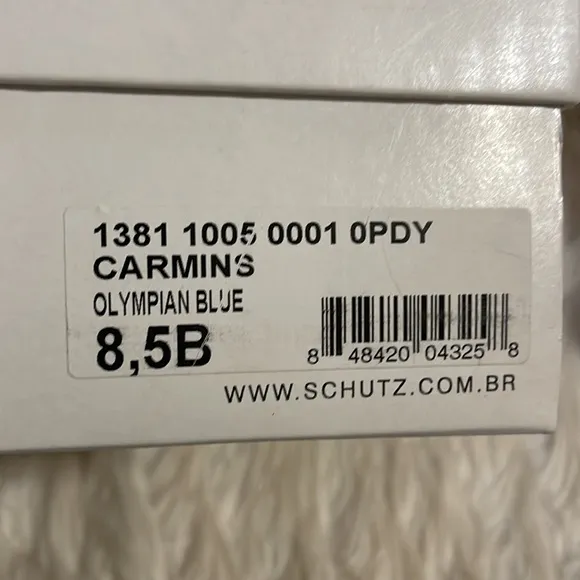 1381 1005 0001 0PDY
CARMINS
OLYMPIAN BLUE
8,5B
8 48420 04325 8
WWW.SCHUTZ.COM.BR